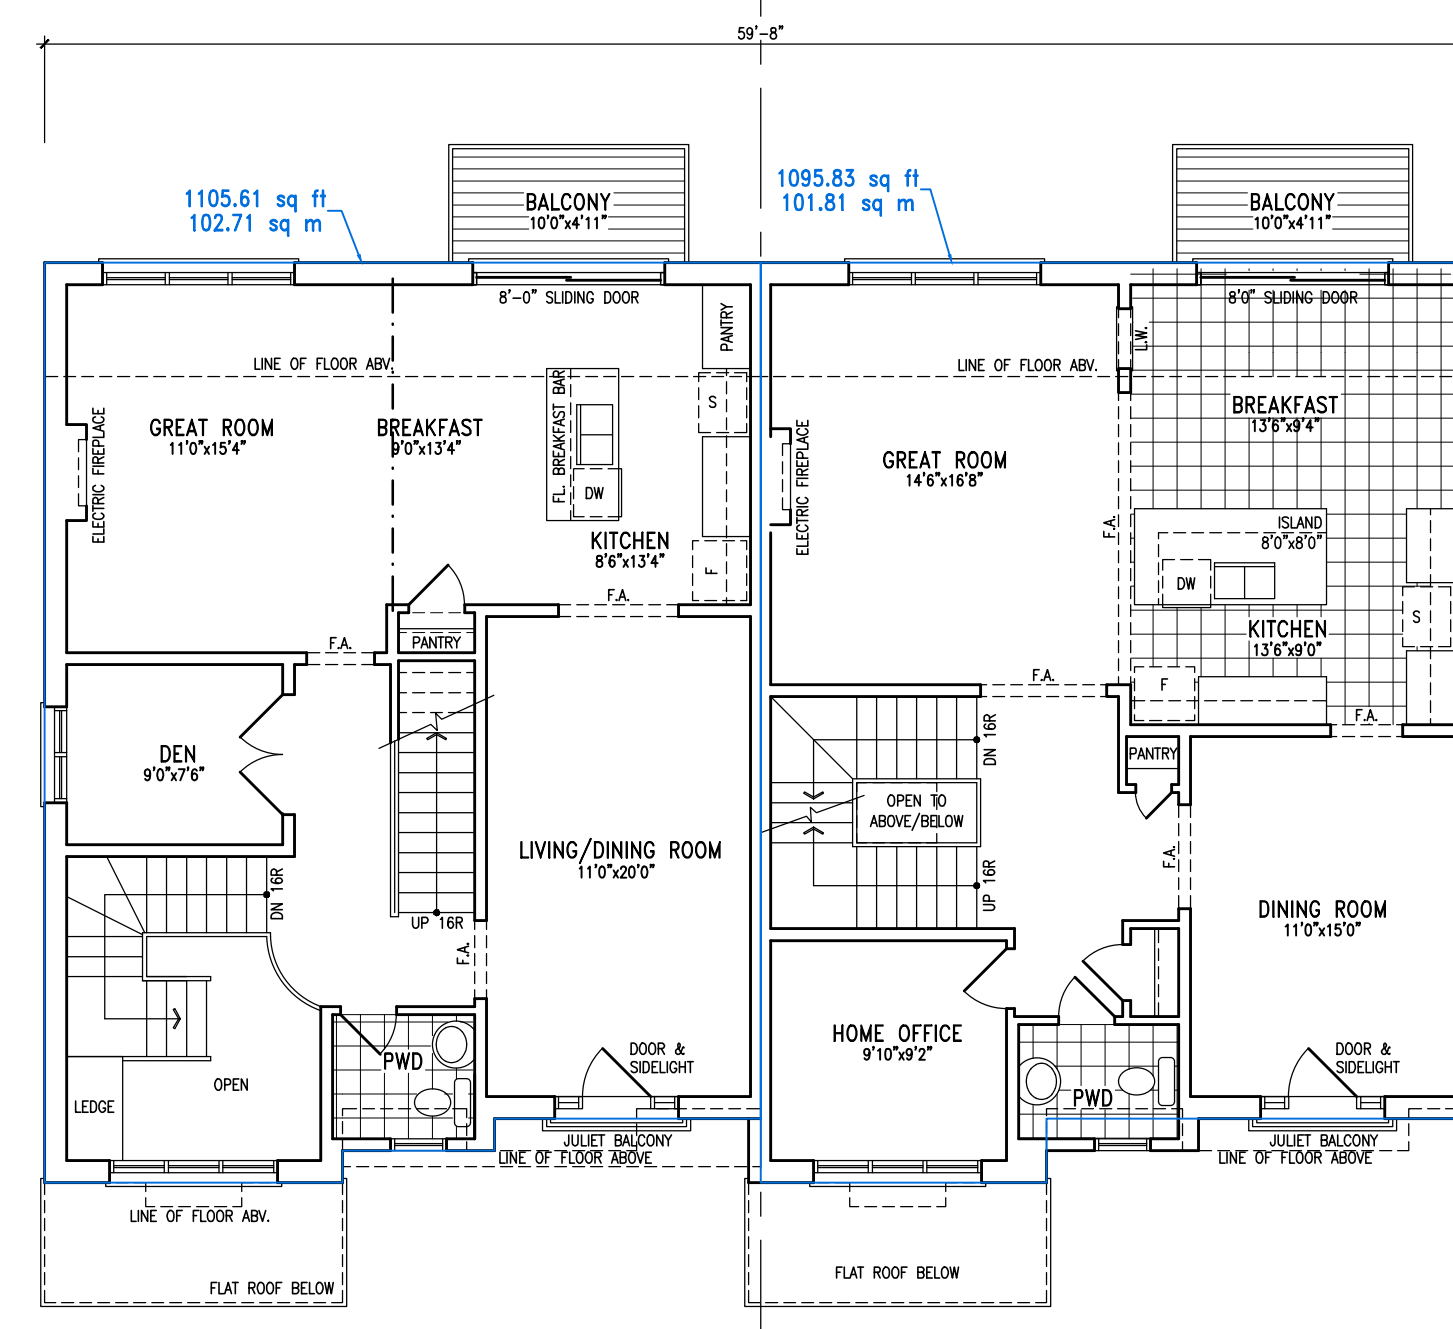 59'-8"
1105.61 sq ft
102.71 sq m
BALCONY
10'0"x4'11"
1095.83 sq ft
101.81 sq m
BALCONY
10'0"x4'11"
8'-0" SLIDING DOOR
8'0" SLIDING DOOR
PANTRY
L.W.
LINE OF FLOOR ABV.
LINE OF FLOOR ABV.
GREAT ROOM
11'0"x15'4"
BREAKFAST
9'0"x13'4"
FL. BREAKFAST BAR
S
DW
ELECTRIC FIREPLACE
KITCHEN
8'6"x13'4"
F
F.A.
PANTRY
F.A.
GREAT ROOM
14'6"x16'8"
ELECTRIC FIREPLACE
BREAKFAST
13'6"x9'4"
F.A.
ISLAND
8'0"x8'0"
DW
S
KITCHEN
13'6"x9'0"
F
F.A.
F.A.
DEN
9'0"x7'6"
DN 16R
UP 16R
F.A.
LIVING/DINING ROOM
11'0"x20'0"
DN 16R
OPEN TO
ABOVE/BELOW
UP 16R
PANTRY
F.A.
DINING ROOM
11'0"x15'0"
OPEN
LEDGE
PWD
DOOR &
SIDELIGHT
HOME OFFICE
9'10"x9'2"
PWD
DOOR &
SIDELIGHT
JULIET BALCONY
LINE OF FLOOR ABOVE
JULIET BALCONY
LINE OF FLOOR ABOVE
LINE OF FLOOR ABV.
FLAT ROOF BELOW
FLAT ROOF BELOW